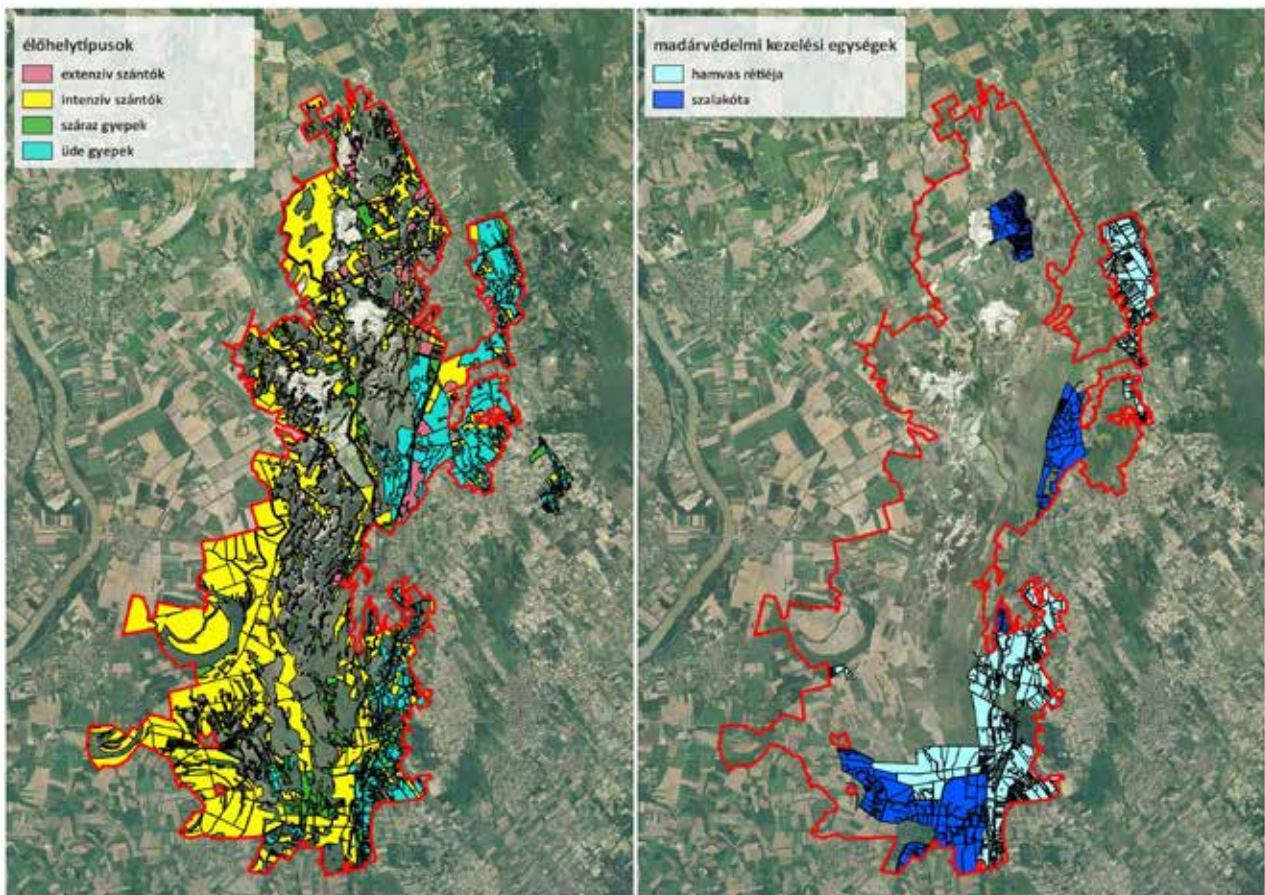 élőhelytípusok
extenzív szántók
intenzív szántók
száraz gyepek
üde gyepek
madárvédelmi kezelési egységek
hamvas rétiéja
szalakóta